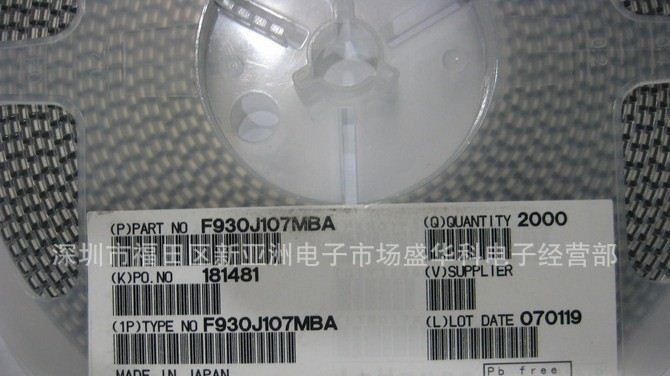 (P)PART NO F930J107MBA (Q)QUANTITY 2000
深圳市福田区新亚洲电子市场盛华科电子经营部
(K)PO.NO 181481 (V)SUPPLIER
(1P)TYPE NO F930J107MBA (L)LOT DATE 070119
MADE IN JAPAN Pb free